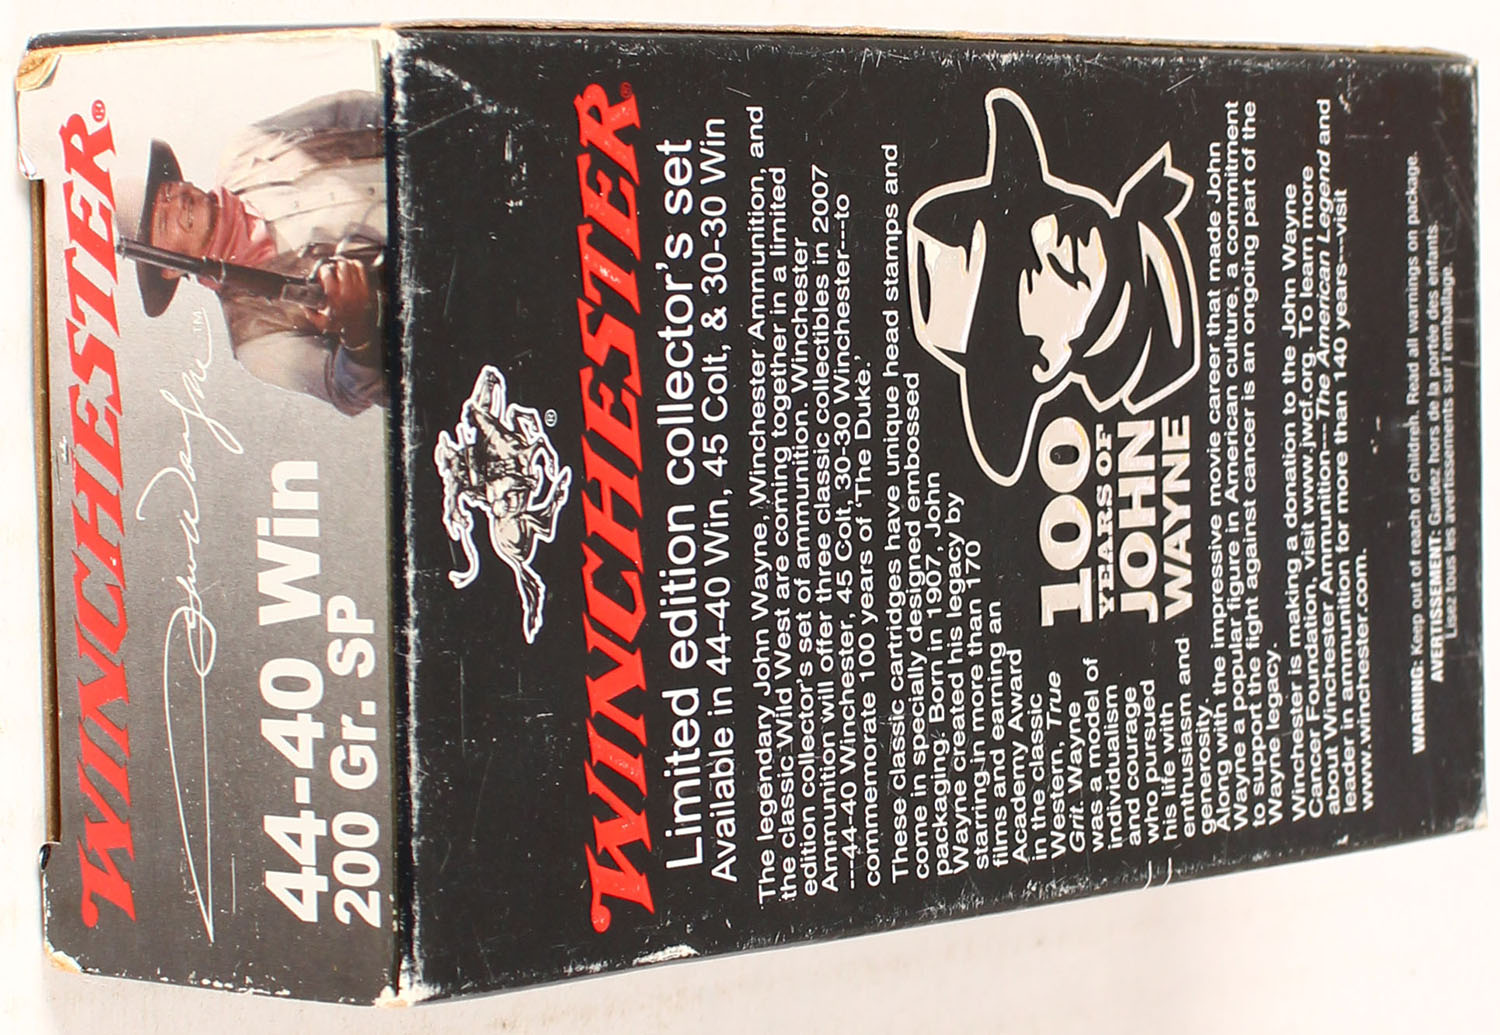 WINCHESTER®
John Wayne™
44-40 Win
200 Gr. SP
®
WINCHESTER®
Limited edition collector's set
Available in 44-40 Win, 45 Colt, & 30-30 Win
The legendary John Wayne, Winchester Ammunition, and
the classic Wild West are coming together in a limited
edition collector's set of ammunition. Winchester
Ammunition will offer three classic collectibles in 2007
---44-40 Winchester, 45 Colt, 30-30 Winchester---to
commemorate 100 years of 'The Duke.'
These classic cartridges have unique head stamps and
come in specially designed embossed
packaging. Born in 1907, John
Wayne created his legacy by
starring in more than 170
films and earning an
Academy Award
in the classic
Western, True
Grit. Wayne
was a model of
individualism
and courage
who pursued
his life with
enthusiasm and
generosity.
100
YEARS OF
JOHN
WAYNE
Along with the impressive movie career that made John
Wayne a popular figure in American culture, a commitment
to support the fight against cancer is an ongoing part of the
Wayne legacy.
Winchester is making a donation to the John Wayne
Cancer Foundation, visit www.jwcf.org. To learn more
about Winchester Ammunition---The American Legend and
leader in ammunition for more than 140 years---visit
www.winchester.com.
WARNING: Keep out of reach of children. Read all warnings on package.
AVERTISSEMENT: Gardez hors de la portée des enfants.
Lisez tous les avertissements sur l'emballage.